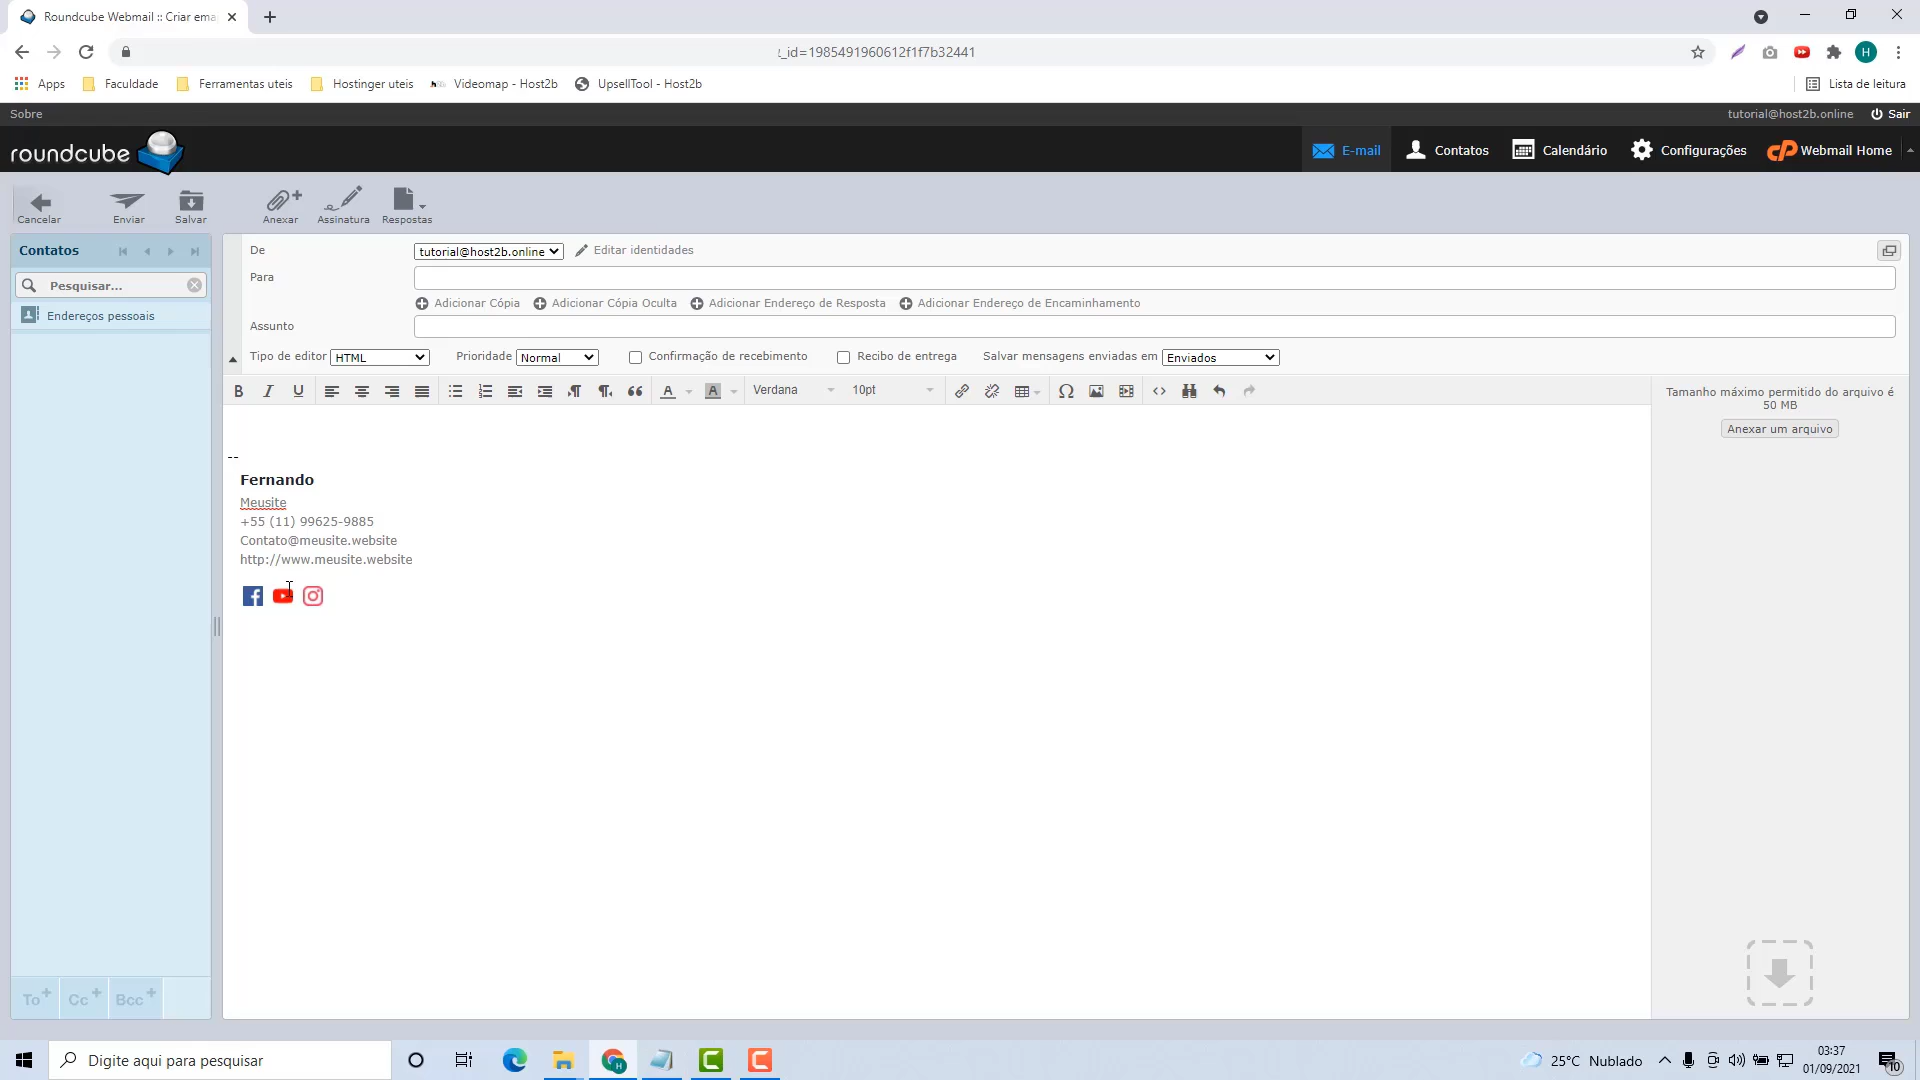 Roundcube Webmail :: Criar ema
_id=1985491960612f1f7b32441
H
Apps Faculdade Ferramentas uteis Hostinger uteis Videomap - Host2b UpsellTool - Host2b Lista de leitura
Sobre tutorial@host2b.online Sair
roundcube E-mail Contatos Calendário Configurações cP Webmail Home
Cancelar Enviar Salvar Anexar Assinatura Respostas
Contatos
Pesquisar...
Endereços pessoais
De tutorial@host2b.online Editar identidades
Para
Adicionar Cópia Adicionar Cópia Oculta Adicionar Endereço de Resposta Adicionar Endereço de Encaminhamento
Assunto
Tipo de editor HTML Prioridade Normal Confirmação de recebimento Recibo de entrega Salvar mensagens enviadas em Enviados
B I U A A Verdana 10pt Ω
Tamanho máximo permitido do arquivo é
50 MB
Anexar um arquivo
--
Fernando
Meusite
+55 (11) 99625-9885
Contato@meusite.website
http://www.meusite.website
To+ Cc+ Bcc+
Digite aqui para pesquisar
25°C Nublado
03:37
01/09/2021
10